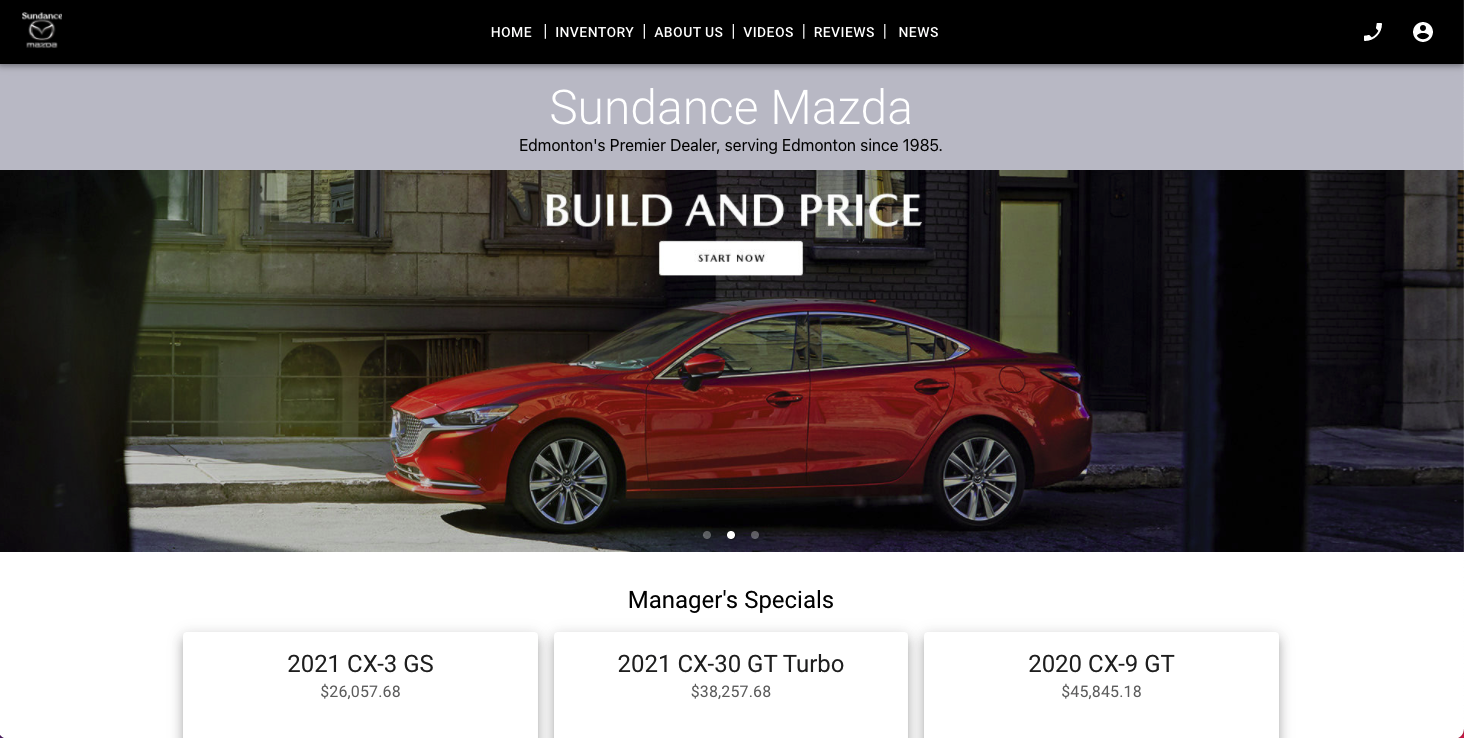 Sundance
mazda
HOME | INVENTORY | ABOUT US | VIDEOS | REVIEWS | NEWS
Sundance Mazda
Edmonton's Premier Dealer, serving Edmonton since 1985.
BUILD AND PRICE
START NOW
Manager's Specials
2021 CX-3 GS
$26,057.68
2021 CX-30 GT Turbo
$38,257.68
2020 CX-9 GT
$45,845.18